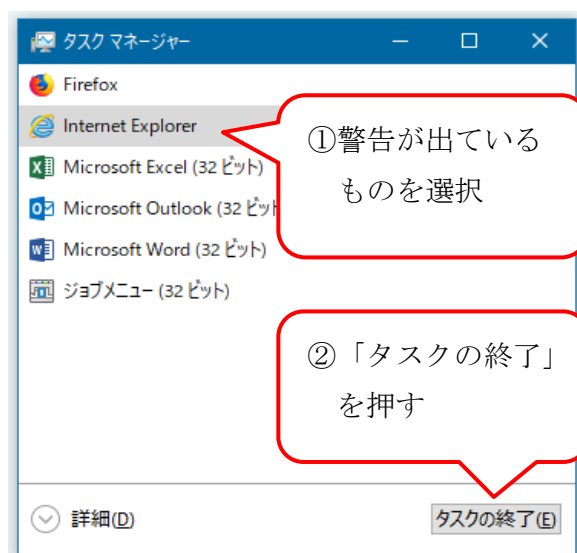 タスク マネージャー
Firefox
Internet Explorer
Microsoft Excel (32 ビット)
Microsoft Outlook (32 ビッ
Microsoft Word (32 ビット)
ジョブメニュー (32 ビット)
①警告が出ている
ものを選択
②「タスクの終了」
を押す
詳細(D)
タスクの終了(E)